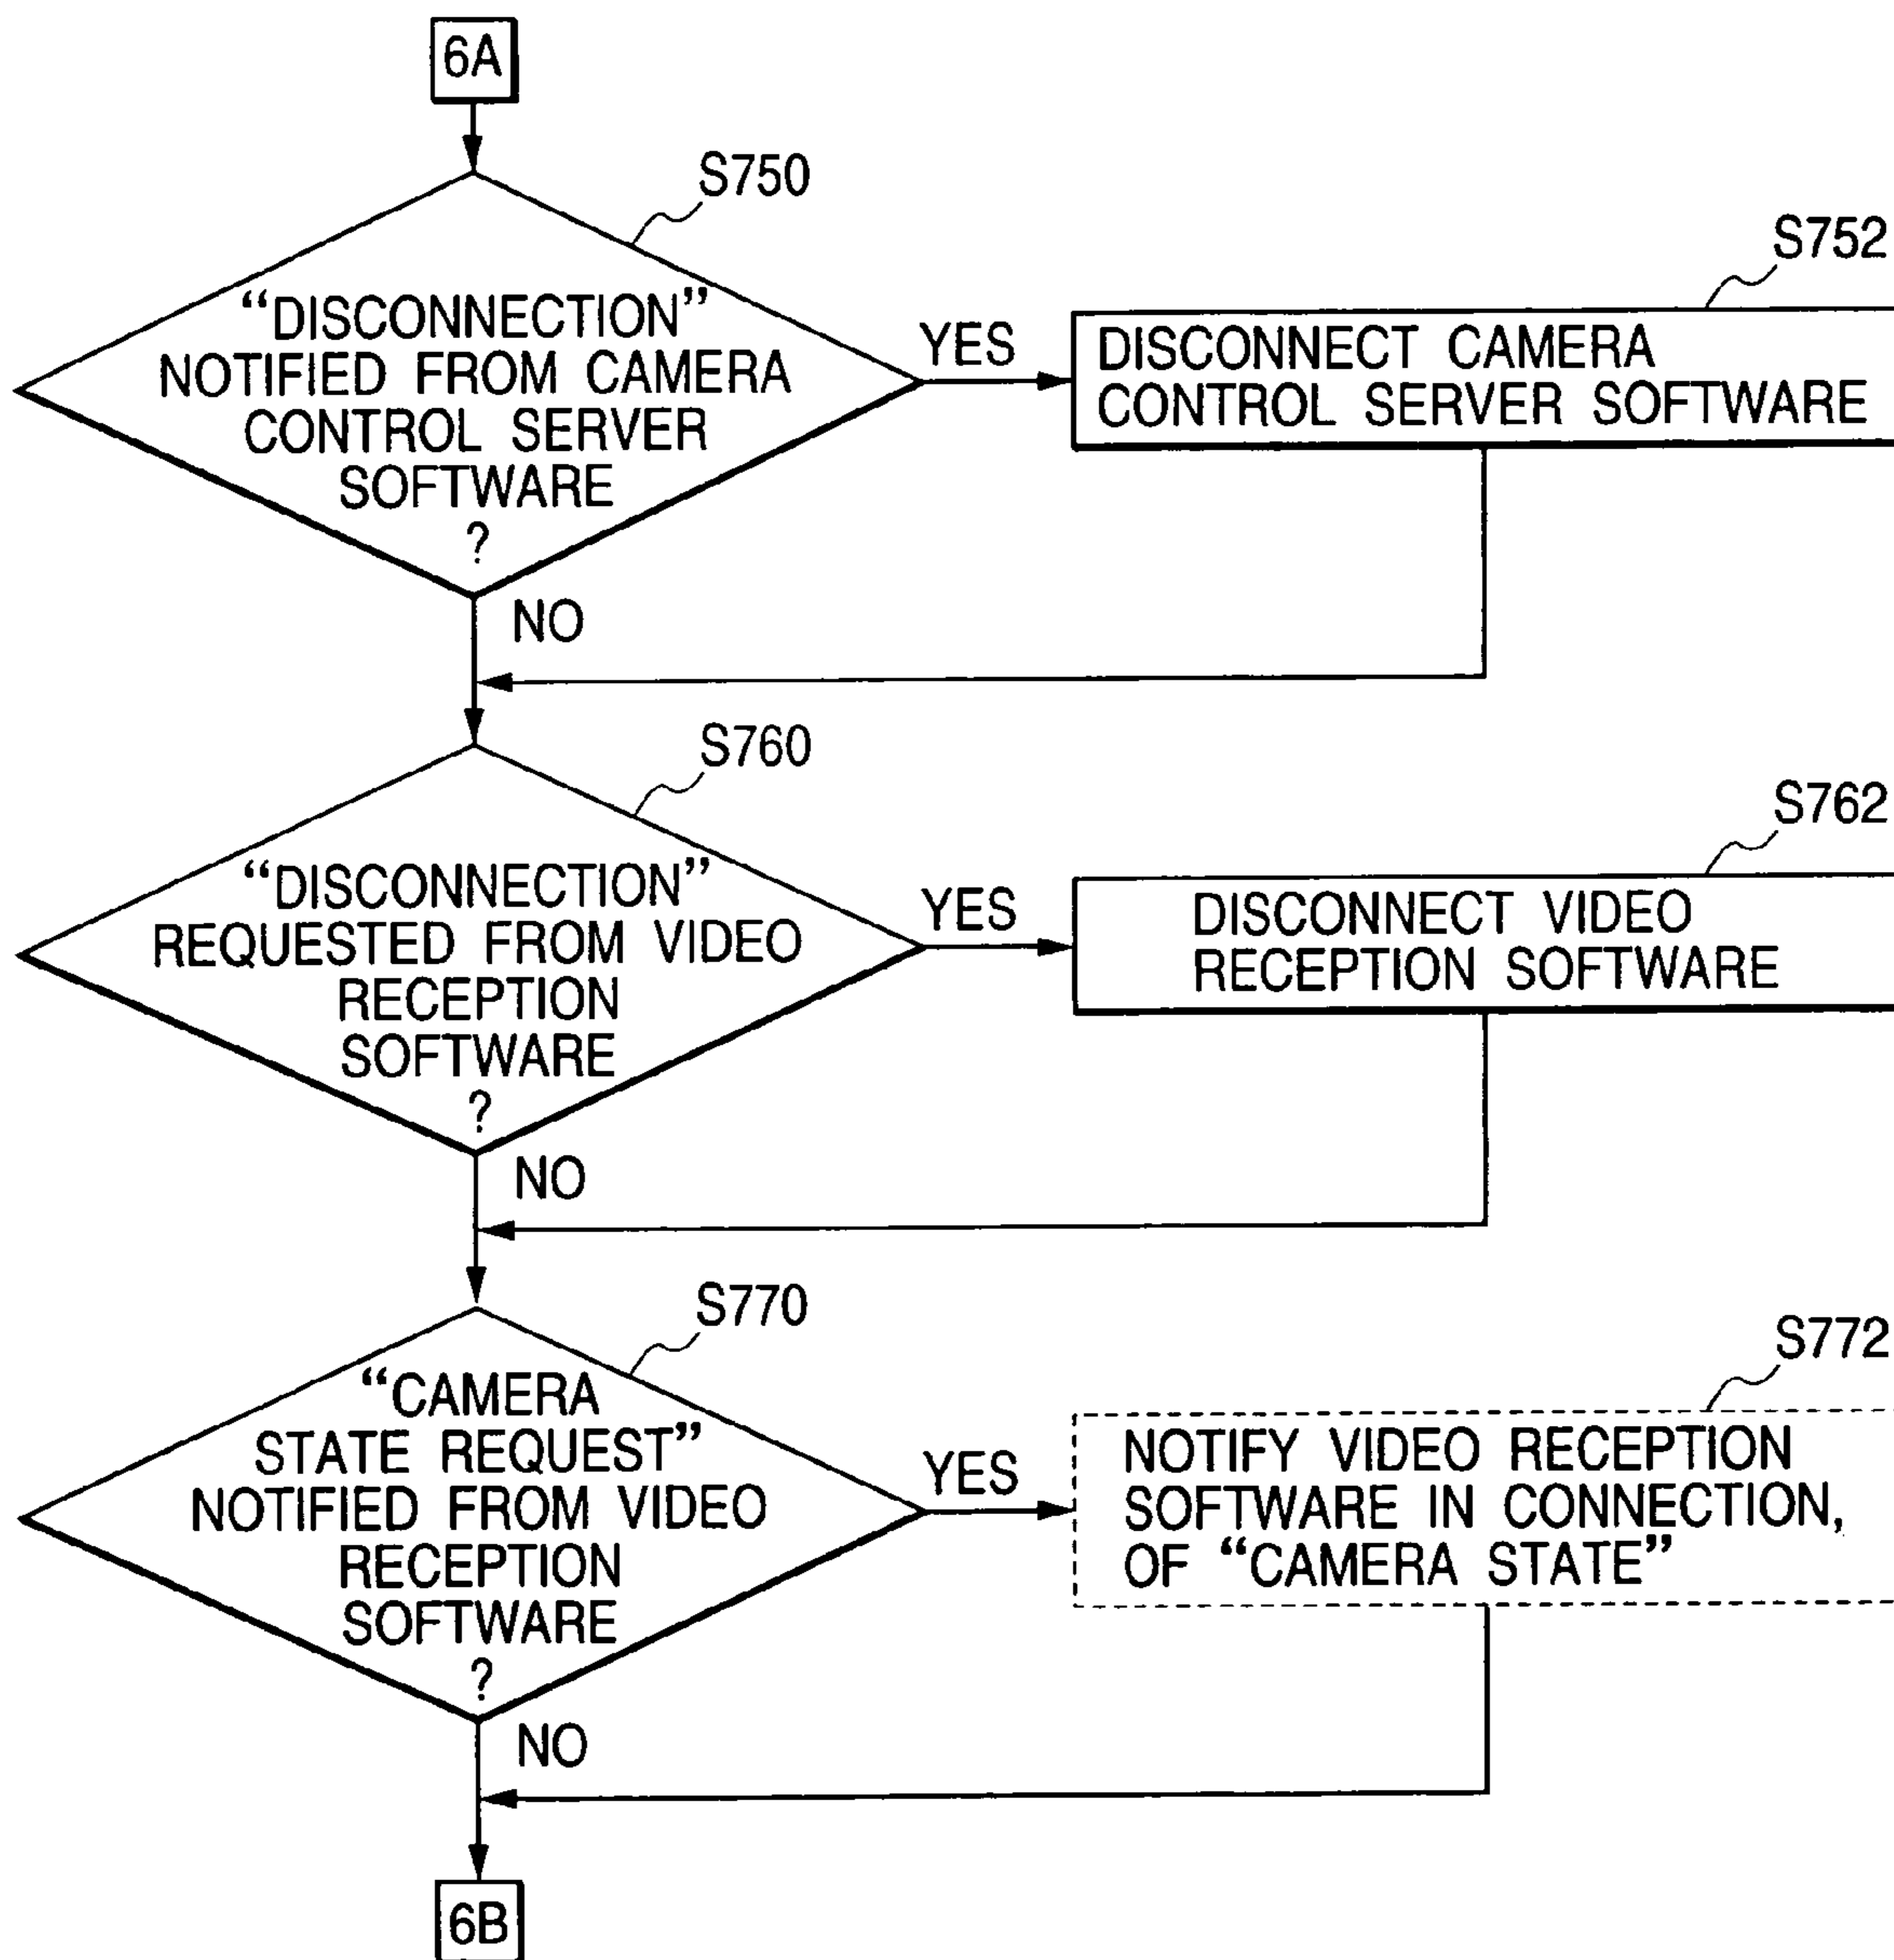 6A
S750
“DISCONNECTION”
NOTIFIED FROM CAMERA
CONTROL SERVER
SOFTWARE
?
YES
S752
DISCONNECT CAMERA
CONTROL SERVER SOFTWARE
NO
S760
“DISCONNECTION”
REQUESTED FROM VIDEO
RECEPTION
SOFTWARE
?
YES
S762
DISCONNECT VIDEO
RECEPTION SOFTWARE
NO
S770
“CAMERA
STATE REQUEST”
NOTIFIED FROM VIDEO
RECEPTION
SOFTWARE
?
YES
S772
NOTIFY VIDEO RECEPTION
SOFTWARE IN CONNECTION,
OF “CAMERA STATE”
NO
6B